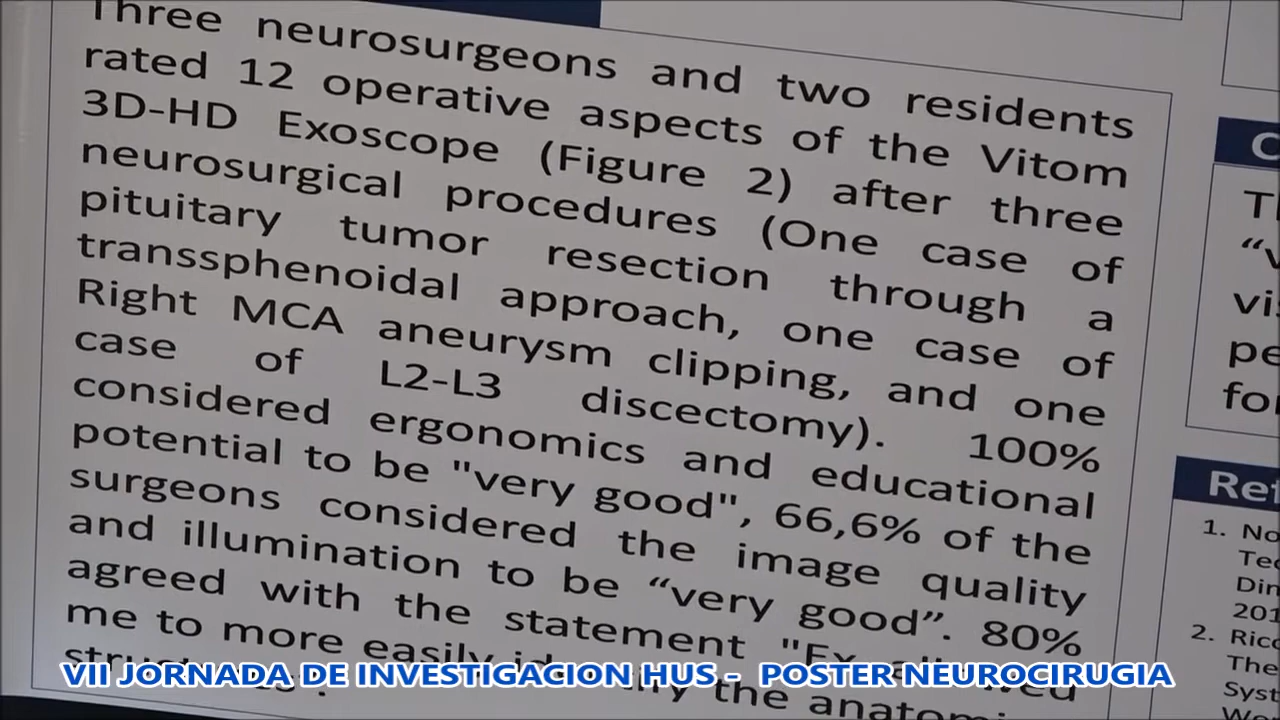 Three neurosurgeons and two residents
rated 12 operative aspects of the Vitom
3D-HD Exoscope (Figure 2) after three
neurosurgical procedures (One case of
pituitary tumor resection through a
transsphenoidal approach, one case of
Right MCA aneurysm clipping, and one
case of L2-L3 discectomy). 100%
considered ergonomics and educational
potential to be "very good", 66,6% of the
surgeons considered the image quality
and illumination to be “very good”. 80%
agreed with the statement
me to more easily the
Ref
1. No
2.
VII JORNADA DE INVESTIGACION HUS - POSTER NEUROCIRUGIA